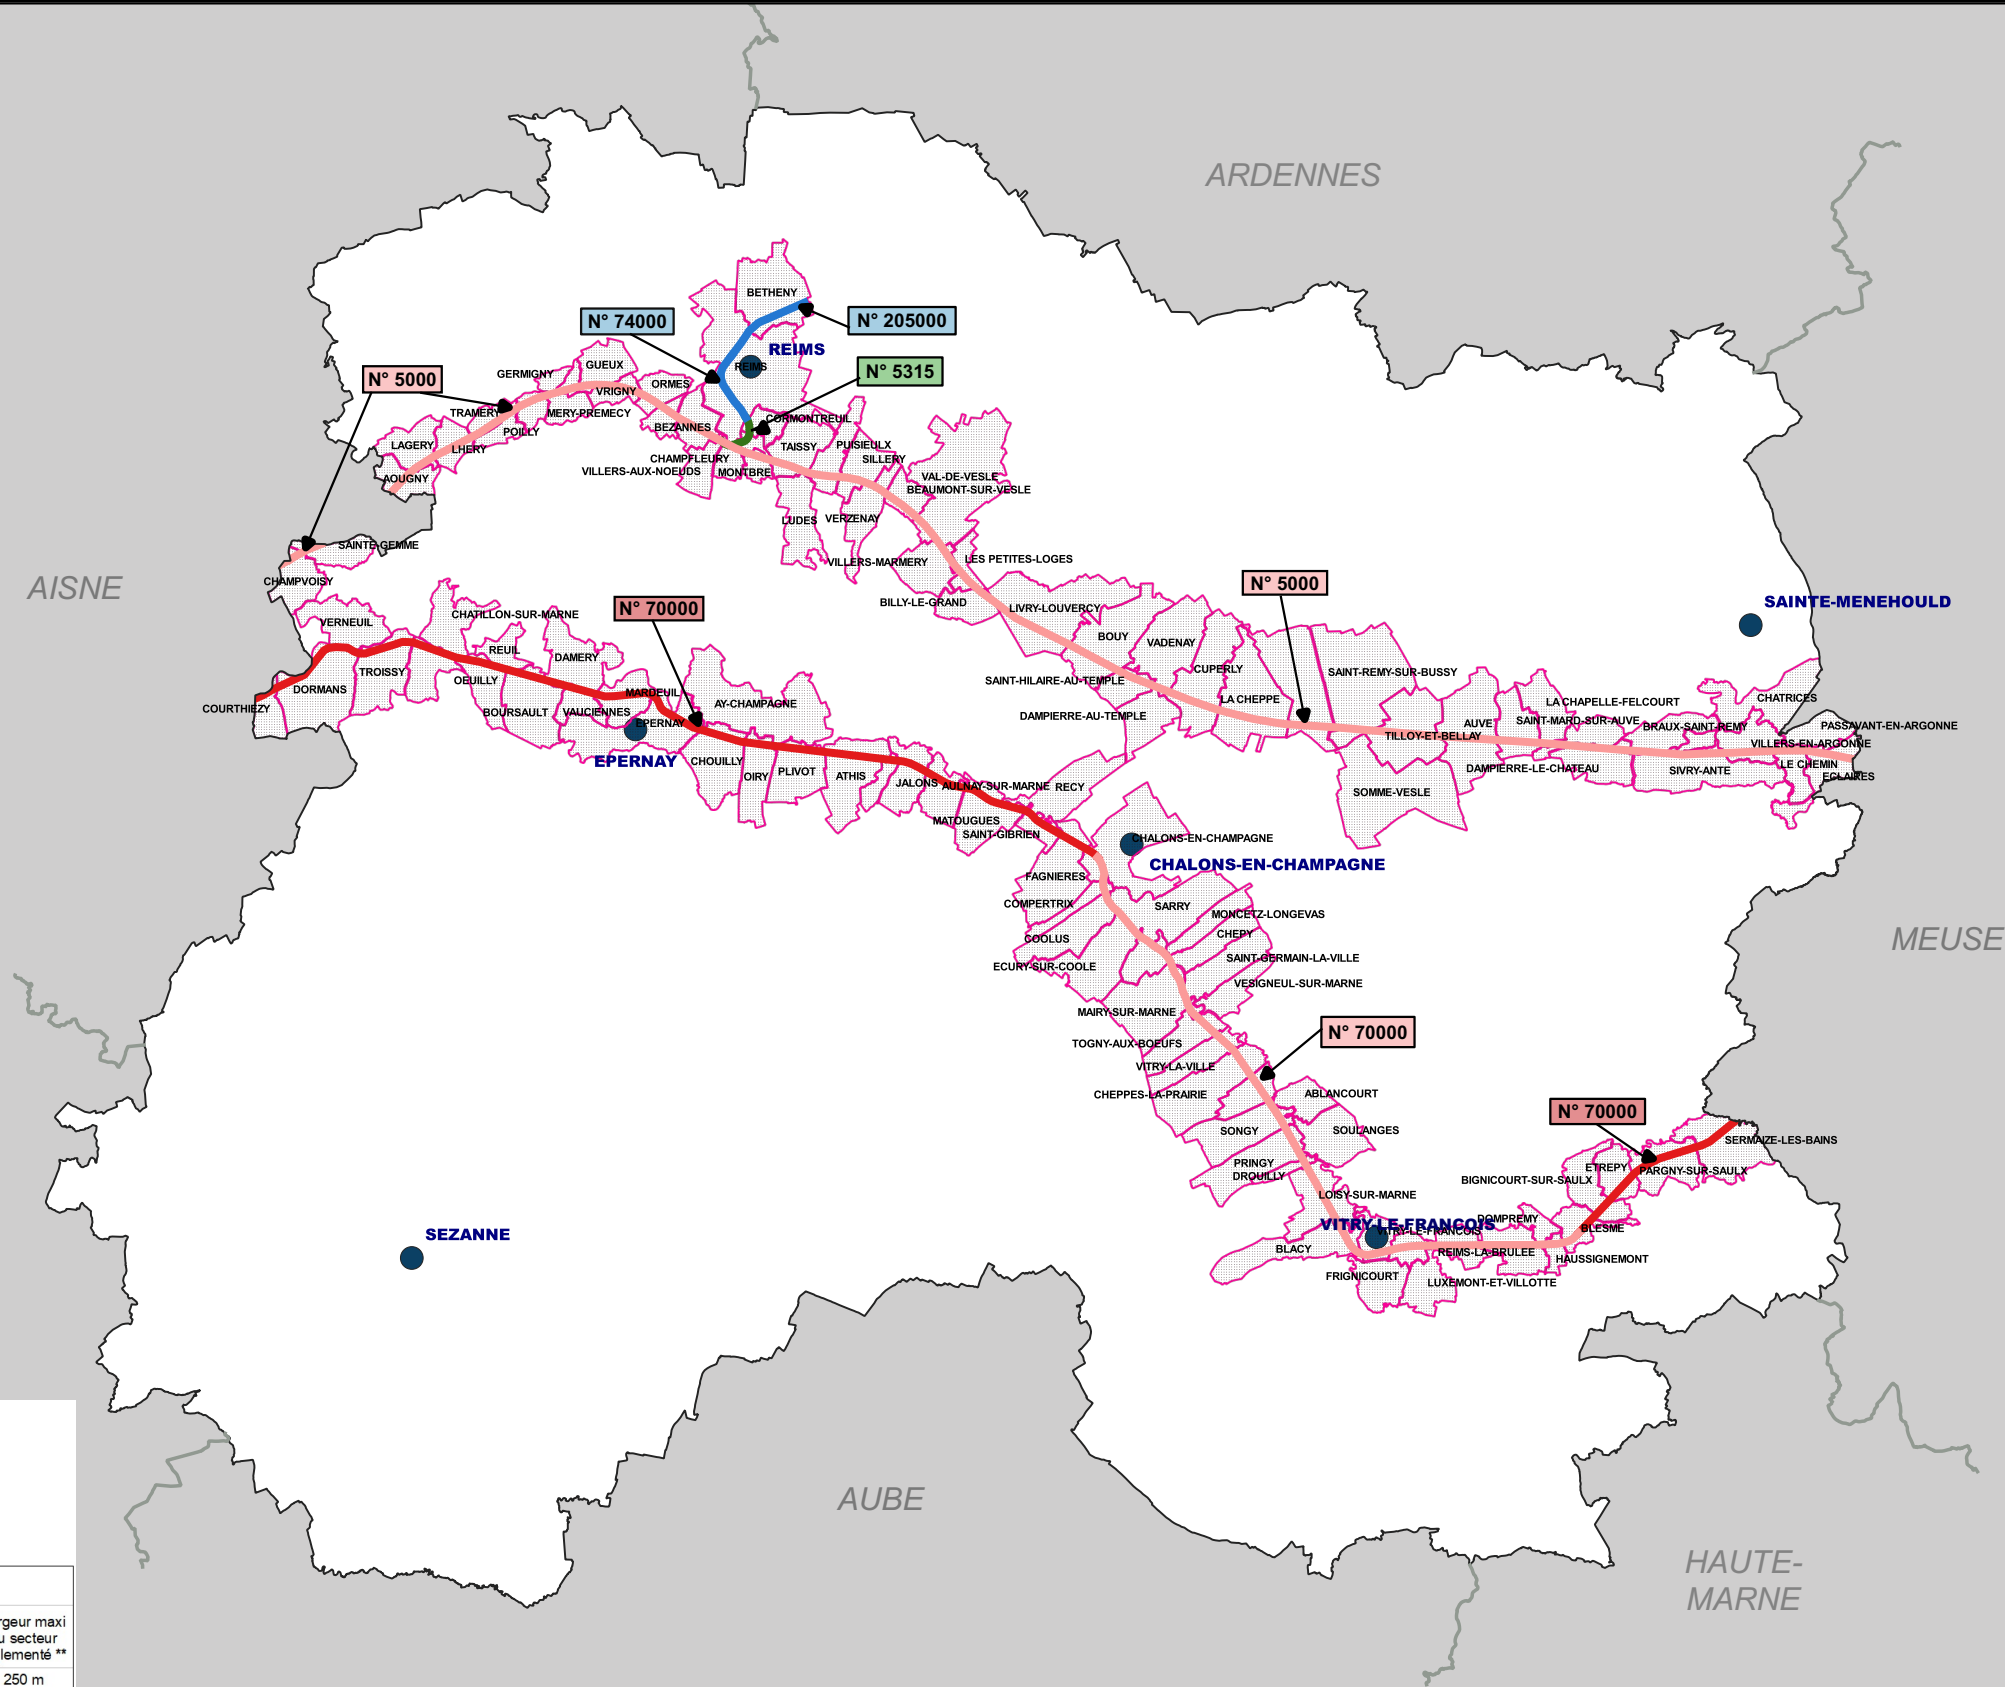 ARDENNES
BETHENY
N° 74000
N° 205000
REIMS
REIMS
N° 5315
N° 5000
GERMIGNY
GUEUX
ORMES
VRIGNY
TRAMERY
MERY-PREMECY
POILLY
LAGERY
LHERY
AOUGNY
BEZANNES
CORMONTREUIL
TAISSY
PUISIEULX
SILLERY
CHAMPFLEURY
VILLERS-AUX-NOEUDS
MONTBRE
VAL-DE-VESLE
BEAUMONT-SUR-VESLE
LUDES
VERZENAY
VILLERS-MARMERY
LES PETITES-LOGES
BILLY-LE-GRAND
SAINTE-GEMME
CHAMPVOISY
AISNE
N° 5000
SAINTE-MENEHOULD
LIVRY-LOUVERCY
BOUY
VADENAY
CUPERLY
SAINT-HILAIRE-AU-TEMPLE
LA CHEPPE
DAMPIERRE-AU-TEMPLE
SAINT-REMY-SUR-BUSSY
TILLOY-ET-BELLAY
AUVE
LA CHAPELLE-FELCOURT
SAINT-MARD-SUR-AUVE
BRAUX-SAINT-REMY
CHATRICES
PASSAVANT-EN-ARGONNE
VILLERS-EN-ARGONNE
LE CHEMIN
ECLAIRES
DAMPIERRE-LE-CHATEAU
SIVRY-ANTE
SOMME-VESLE
N° 70000
VERNEUIL
CHATILLON-SUR-MARNE
REUIL
DAMERY
TROISSY
OEUILLY
DORMANS
COURTHIEZY
BOURSAULT
VAUCIENNES
MARDEUIL
EPERNAY
EPERNAY
AY-CHAMPAGNE
CHOUILLY
OIRY
PLIVOT
ATHIS
JALONS
AULNAY-SUR-MARNE
RECY
MATOUGUES
SAINT-GIBRIEN
CHALONS-EN-CHAMPAGNE
CHALONS-EN-CHAMPAGNE
FAGNIERES
COMPERTRIX
SARRY
MONCETZ-LONGEVAS
COOLUS
CHEPY
ECURY-SUR-COOLE
SAINT-GERMAIN-LA-VILLE
VESIGNEUL-SUR-MARNE
MEUSE
MAIRY-SUR-MARNE
N° 70000
TOGNY-AUX-BOEUFS
VITRY-LA-VILLE
CHEPPES-LA-PRAIRIE
ABLANCOURT
SONGY
SOULANGES
PRINGY
DROUILLY
LOISY-SUR-MARNE
N° 70000
SERMAIZE-LES-BAINS
ETREPY
PARGNY-SUR-SAULX
BIGNICOURT-SUR-SAULX
VITRY-LE-FRANCOIS
VITRY-LE-FRANCOIS
DOMPREMY
BLESME
BLACY
REIMS-LA-BRULEE
HAUSSIGNEMONT
FRIGNICOURT
LUXEMONT-ET-VILLOTTE
SEZANNE
AUBE
HAUTE-
MARNE
rgeur maxi
u secteur
lementé **
250 m